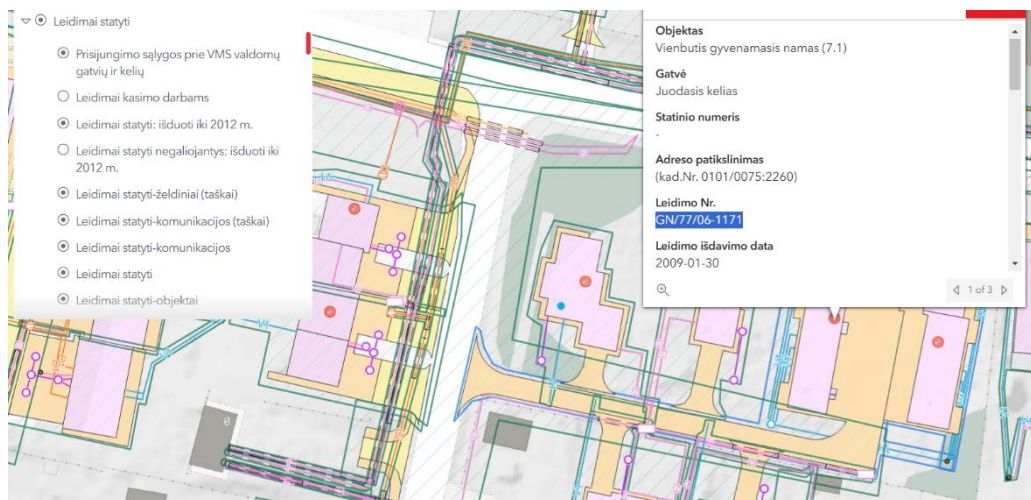 Leidimai statyti
Prisijungimo sąlygos prie VMS valdomų
gatvių ir kelių
Leidimai kasimo darbams
Leidimai statyti: išduoti iki 2012 m.
Leidimai statyti negaliojantys: išduoti iki
2012 m.
Leidimai statyti-želdiniai (taškai)
Leidimai statyti-komunikacijos (taškai)
Leidimai statyti-komunikacijos
Leidimai statyti
Leidimai statyti-objektai
Objektas
Vienbutis gyvenamasis namas (7.1)
Gatvė
Juodasis kelias
Statinio numeris
-
Adreso patikslinimas
(kad.Nr. 0101/0075:2260)
Leidimo Nr.
GN/77/06-1171
Leidimo išdavimo data
2009-01-30
1 of 3